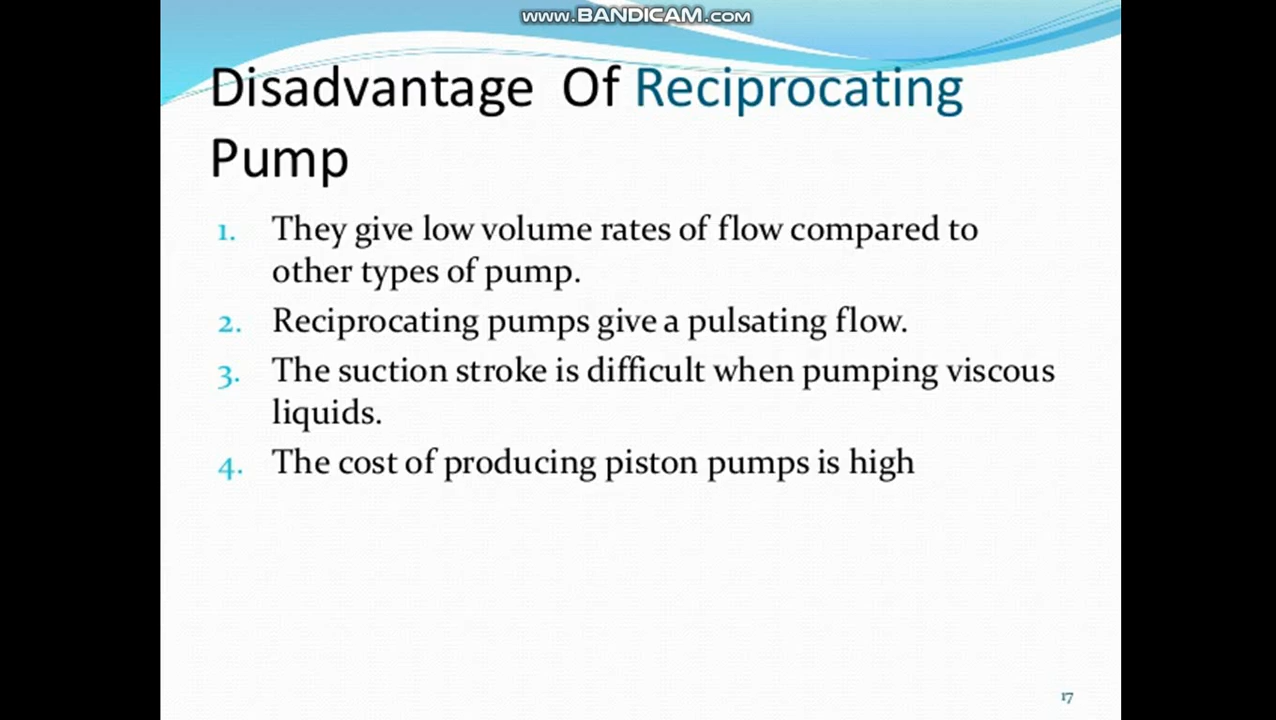 www.BANDICAM.com
Disadvantage Of Reciprocating
Pump
1. They give low volume rates of flow compared to
other types of pump.
2. Reciprocating pumps give a pulsating flow.
3. The suction stroke is difficult when pumping viscous
liquids.
4. The cost of producing piston pumps is high
17